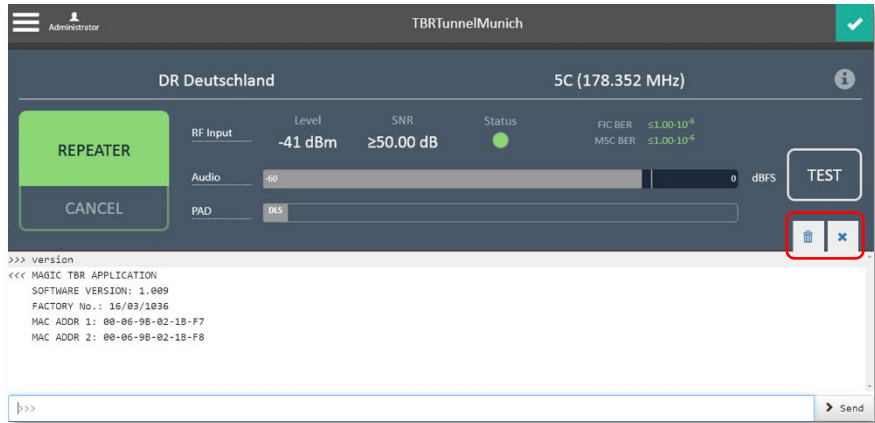 Administrator
TBRTunnelMunich
DR Deutschland
5C (178.352 MHz)
REPEATER
CANCEL
RF Input
Level
-41 dBm
SNR
≥50.00 dB
Status
FIC BER ≤1.00·10⁻⁶
MSC BER ≤1.00·10⁻⁶
Audio
-60
0
dBFS
PAD
DLS
TEST
>>> version
<<< MAGIC TBR APPLICATION
SOFTWARE VERSION: 1.009
FACTORY No.: 16/03/1036
MAC ADDR 1: 00-06-9B-02-1B-F7
MAC ADDR 2: 00-06-9B-02-1B-F8
>>>
Send